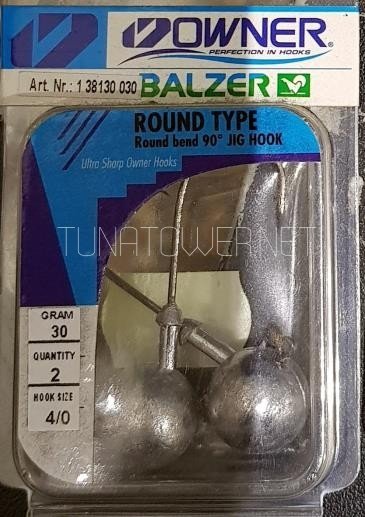 OWNER
PERFECTION IN HOOKS
Art. Nr.: 1 38130 030
BALZER
ROUND TYPE
Round bend 90° JIG HOOK
Ultra Sharp Owner Hooks
TUNATOWER.NET
GRAM
30
QUANTITY
2
HOOK SIZE
4/0